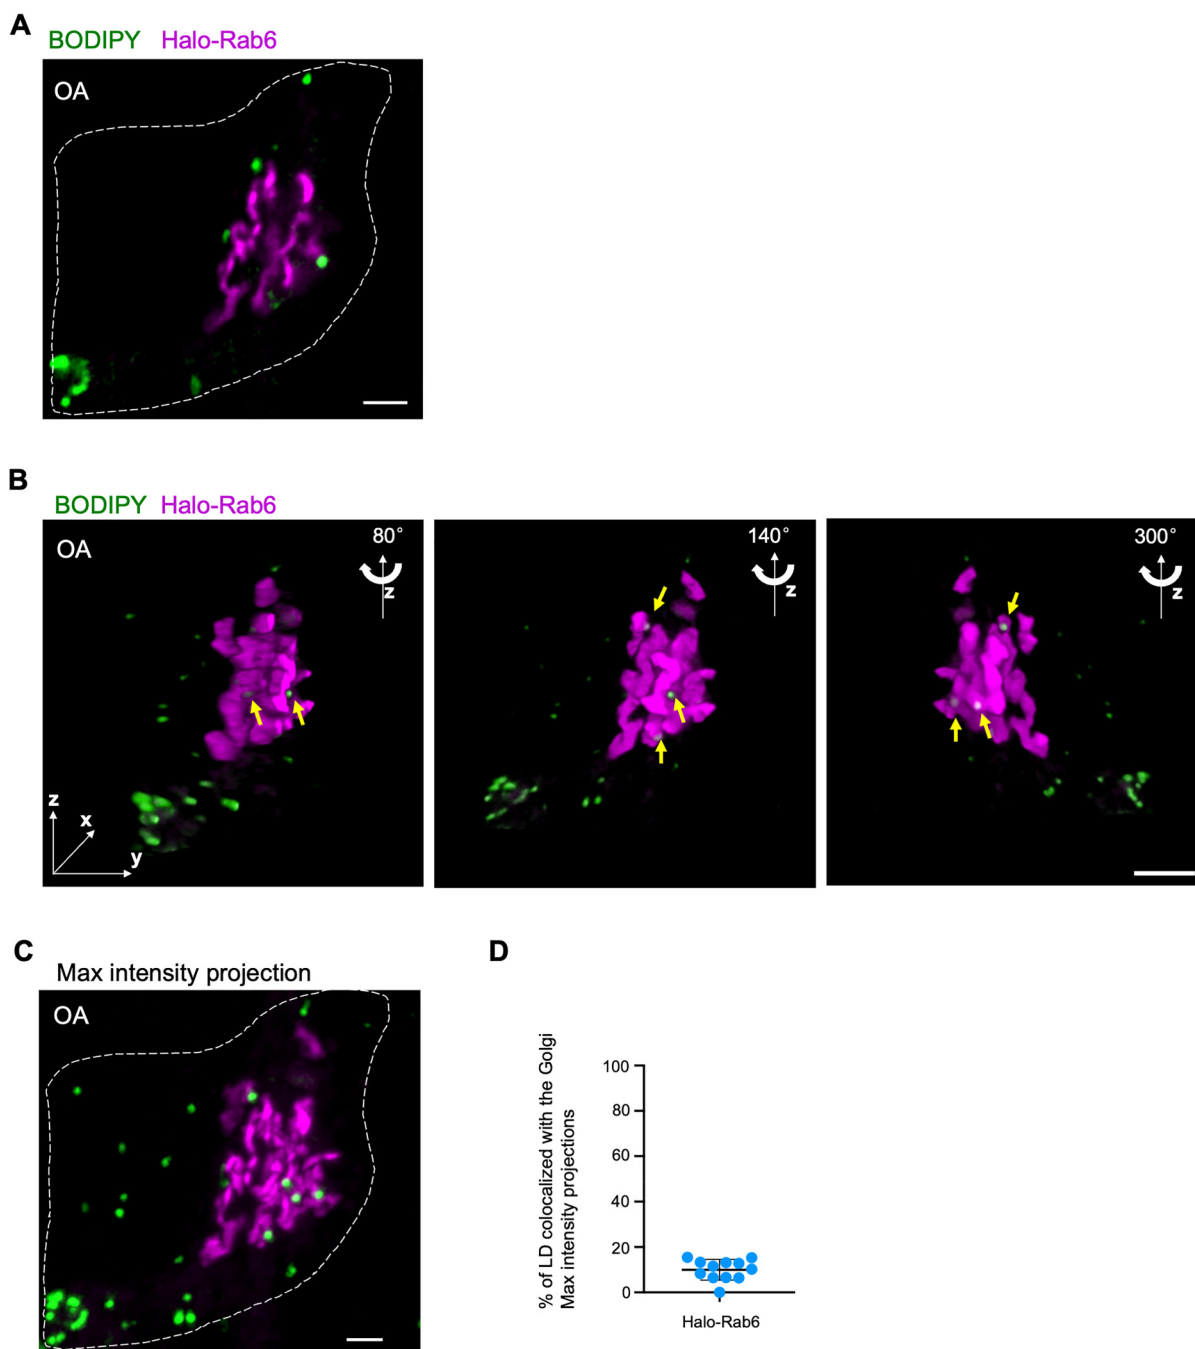 A
BODIPY Halo-Rab6
OA
B
BODIPY Halo-Rab6
OA
80°
z
z
x
y
140°
z
300°
z
C
Max intensity projection
OA
D
% of LD colocalized with the Golgi
Max intensity projections
100
80
60
40
20
0
Halo-Rab6